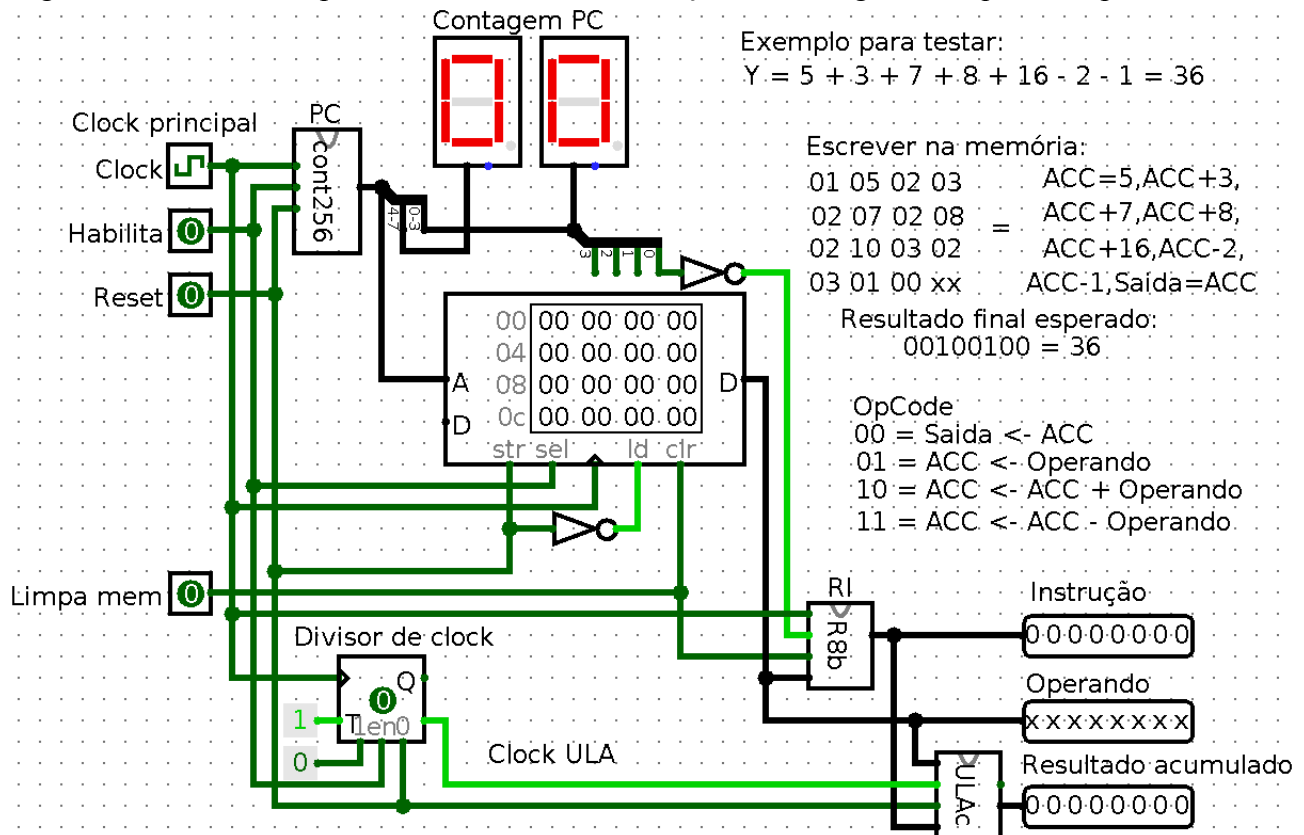 Contagem PC
Exemplo para testar:
Y = 5 + 3 + 7 + 8 + 16 - 2 - 1 = 36
0 0
Clock principal
PC
Clock
cont256
Habilita
0
Reset
0
4-7
0-3
3 2 1 0
Escrever na memória:
01 05 02 03 ACC=5,ACC+3,
02 07 02 08 = ACC+7,ACC+8,
02 10 03 02 ACC+16,ACC-2,
03 01 00 xx ACC-1,Saída=ACC
Resultado final esperado:
00100100 = 36
00 00 00 00 00
04 00 00 00 00
A 08 00 00 00 00 D
D 0c 00 00 00 00
str sel ld clr
OpCode
00 = Saida <- ACC
01 = ACC <- Operando
10 = ACC <- ACC + Operando
11 = ACC <- ACC - Operando
Limpa mem
0
RI
R8b
Instrução
00000000
Divisor de clock
Q
0
1
T
1en0
0
Clock ULA
Operando
xxxxxxxx
ULAc
Resultado acumulado
00000000